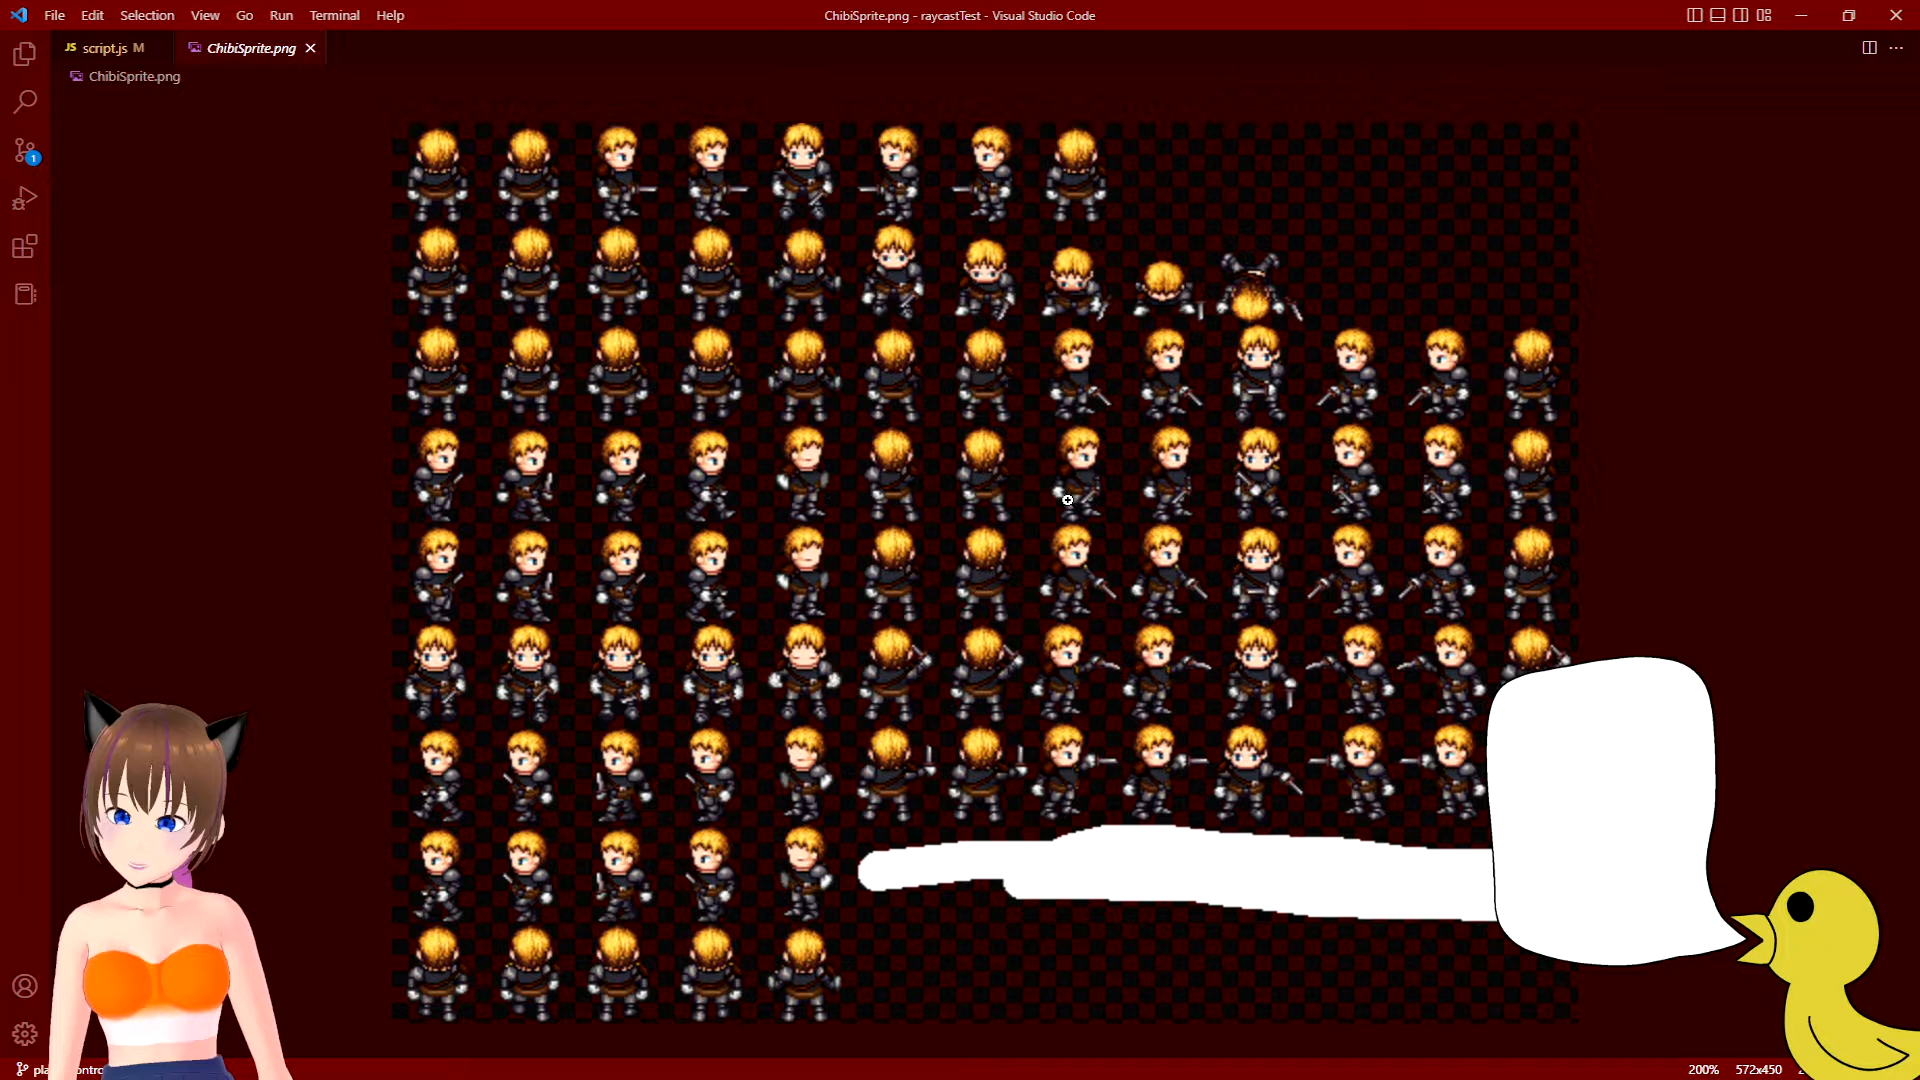 File Edit Selection View Go Run Terminal Help
ChibiSprite.png - raycastTest - Visual Studio Code
JS script.js M
ChibiSprite.png
ChibiSprite.png
1
200% 572x450